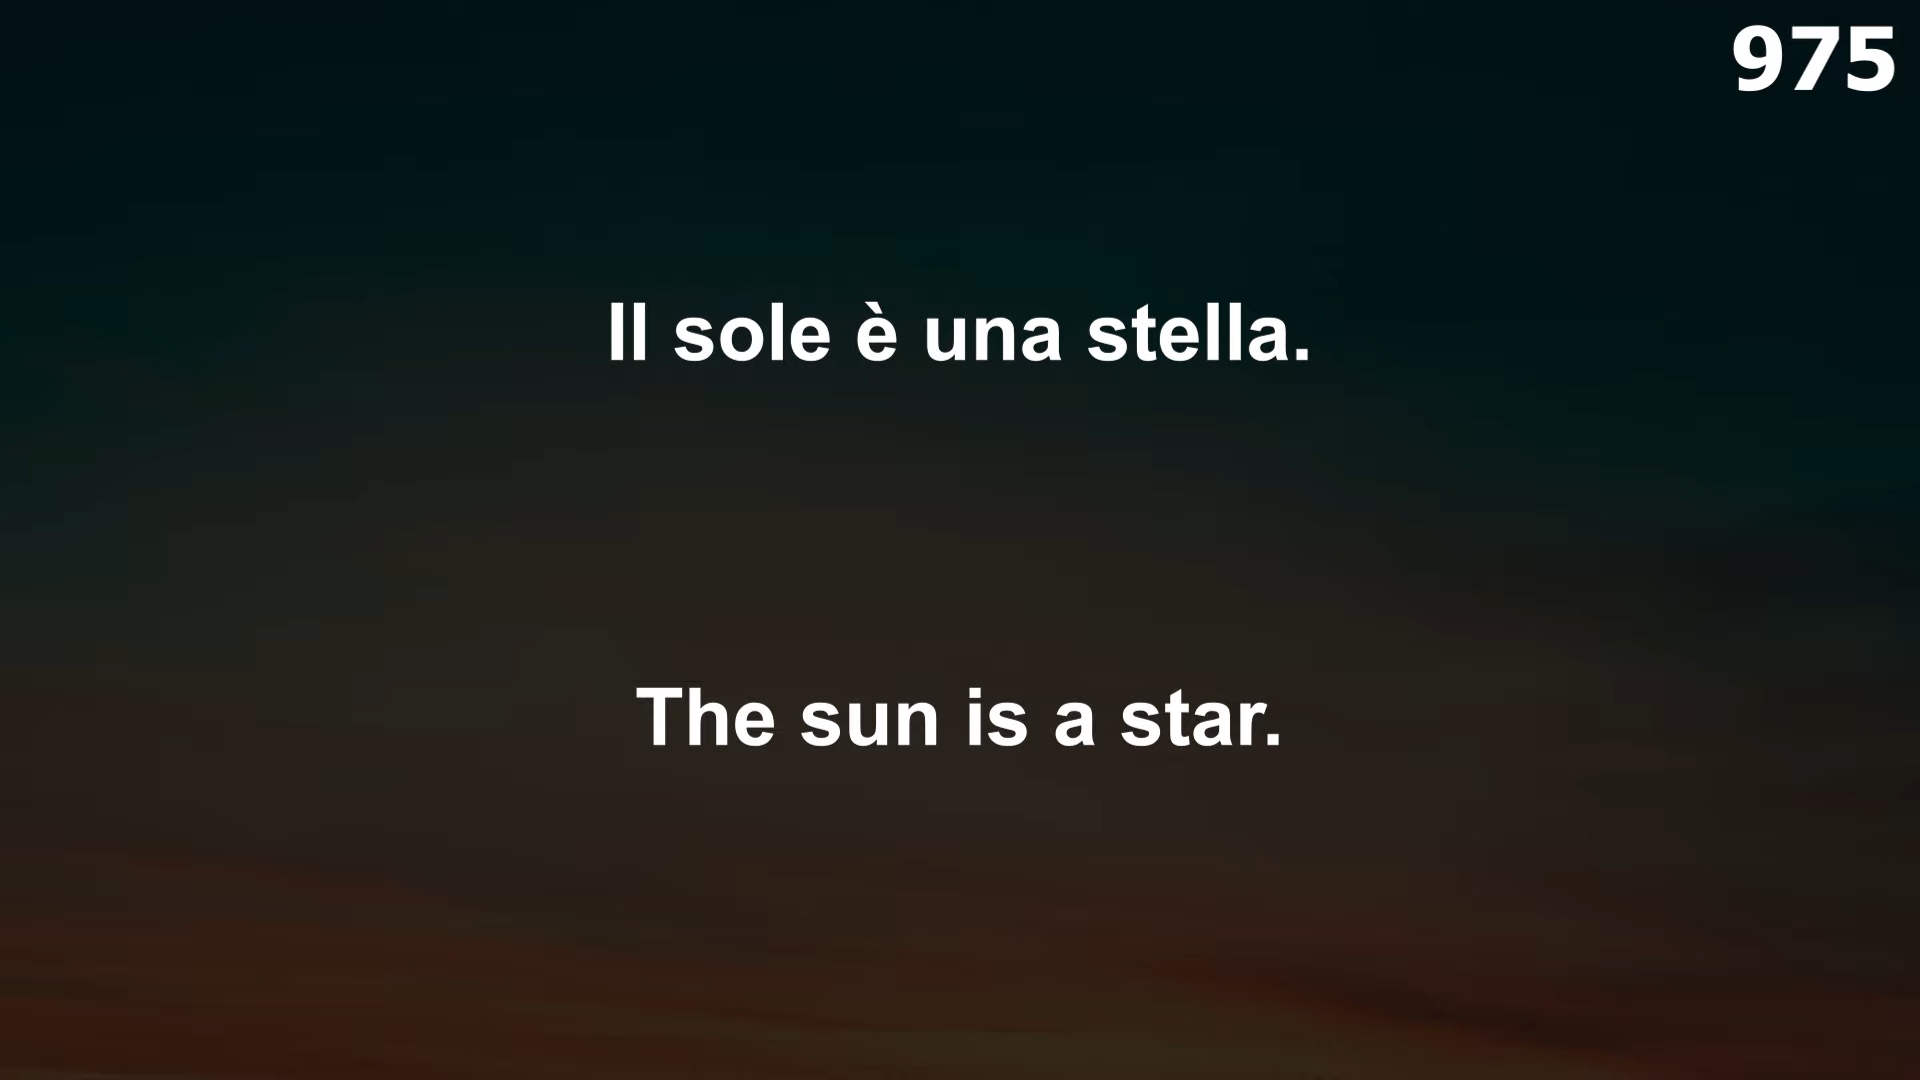 975
Il sole è una stella.
The sun is a star.